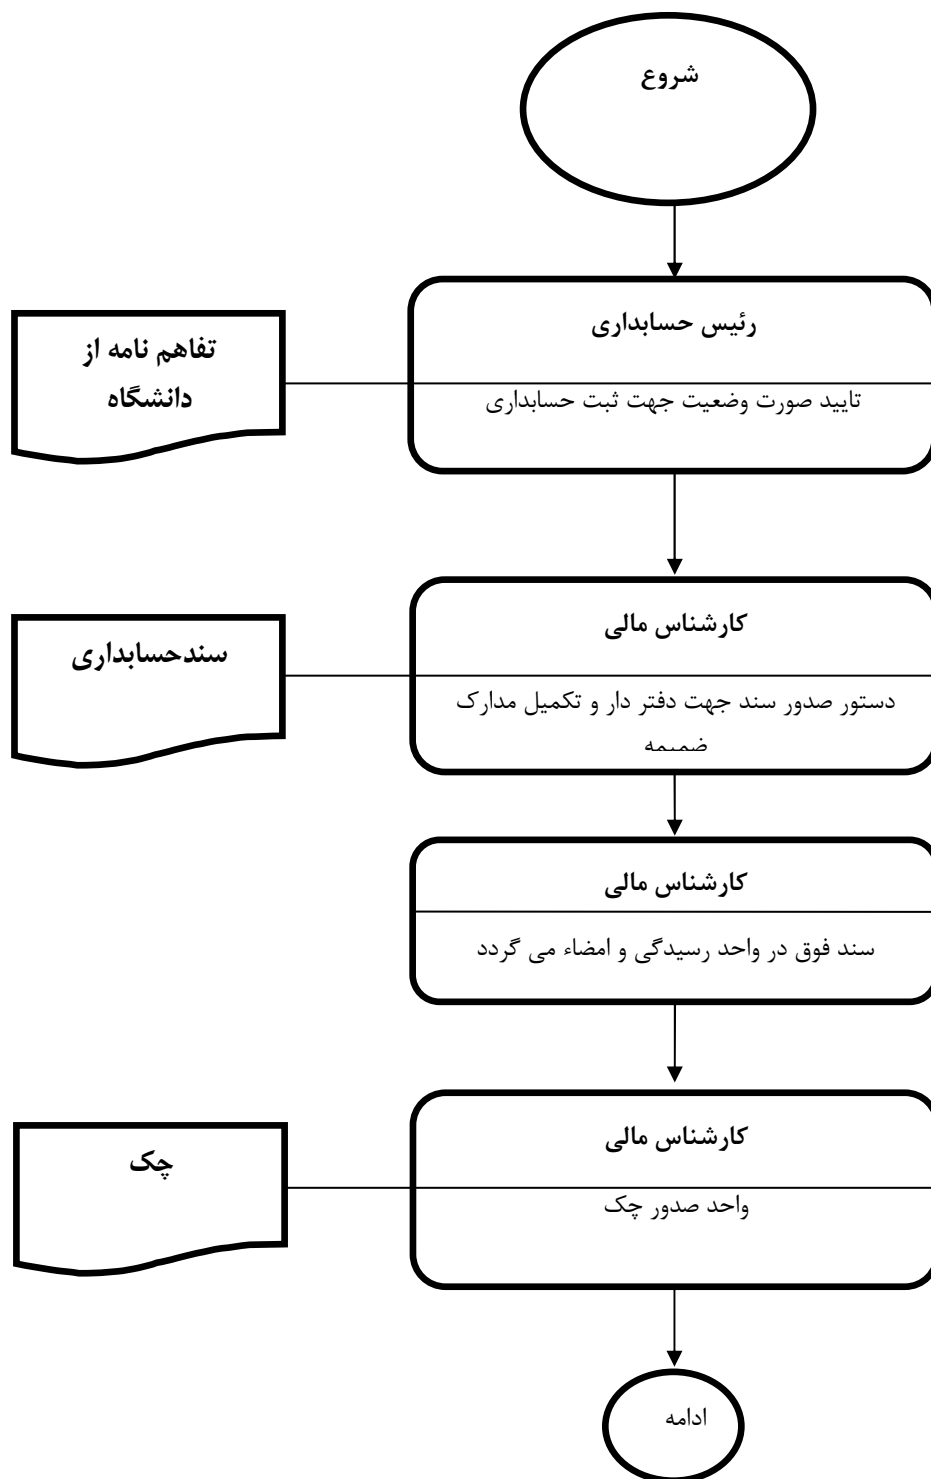 شروع
رئیس حسابداری
تایید صورت وضعیت جهت ثبت حسابداری
تفاهم نامه از
دانشگاه
کارشناس مالی
دستور صدور سند جهت دفتر دار و تکمیل مدارک
ضمیمه
سندحسابداری
کارشناس مالی
سند فوق در واحد رسیدگی و امضاء می گردد
کارشناس مالی
واحد صدور چک
چک
ادامه